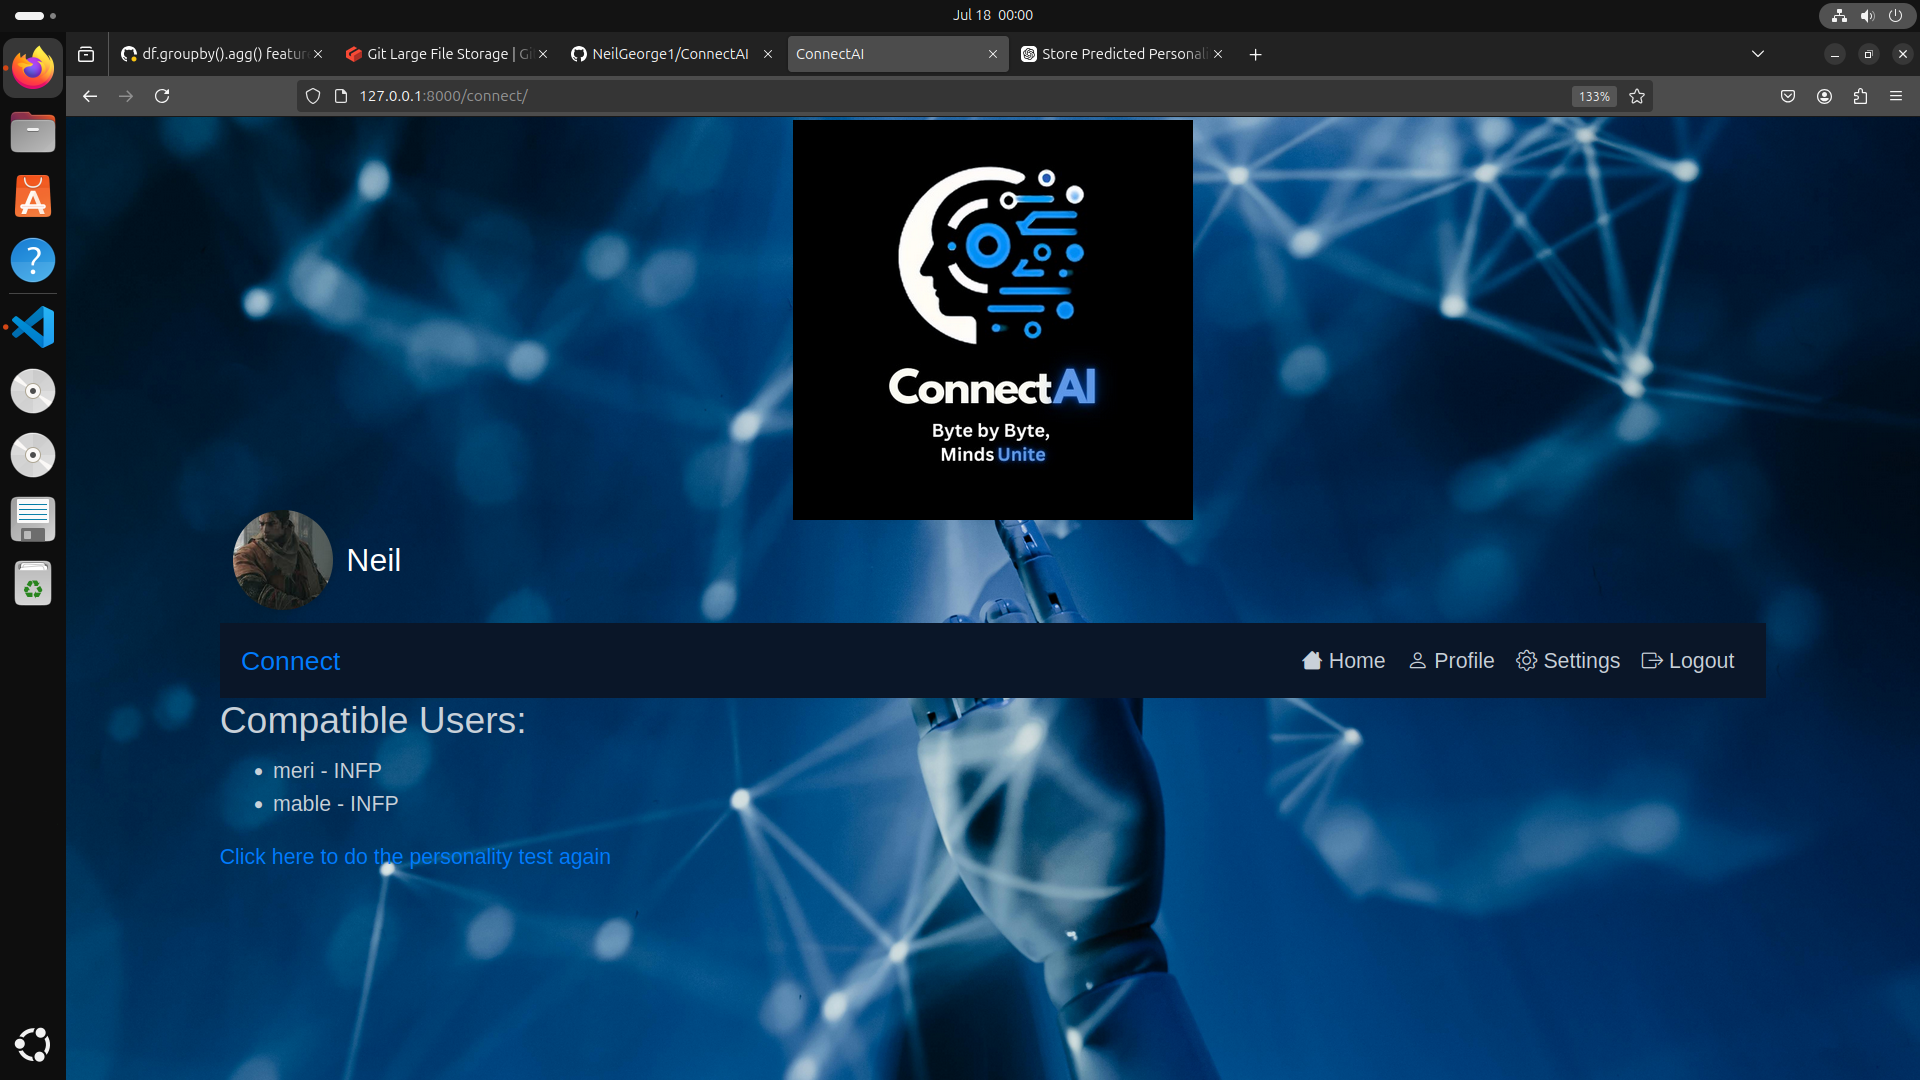 Jul 18 00:00
df.groupby().agg() featur
Git Large File Storage | Gi
NeilGeorge1/ConnectAI
ConnectAI
Store Predicted Personali
127.0.0.1:8000/connect/
133%
ConnectAI
Byte by Byte,
Minds Unite
Neil
Connect
Home
Profile
Settings
Logout
Compatible Users:
• meri - INFP
• mable - INFP
Click here to do the personality test again